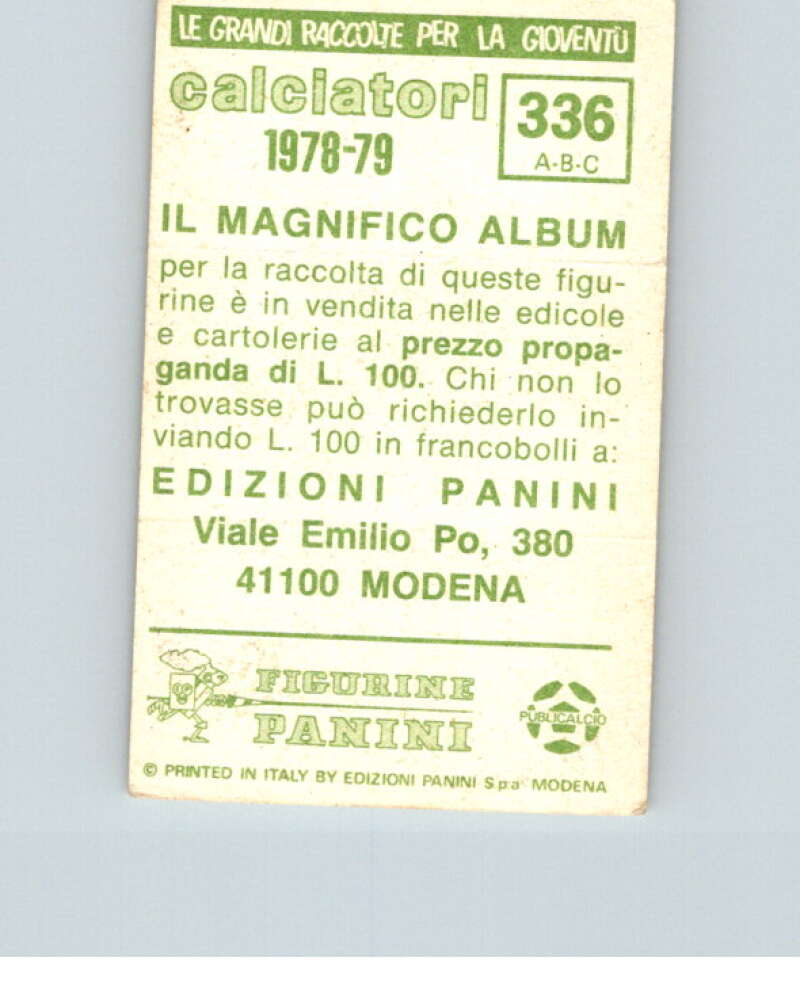 LE GRANDI RACCOLTE PER LA GIOVENTÙ
calciatori
1978-79
336
A-B-C
IL MAGNIFICO ALBUM
per la raccolta di queste figu-
rine è in vendita nelle edicole
e cartolerie al prezzo propa-
ganda di L. 100. Chi non lo
trovasse può richiederlo in-
viando L. 100 in francobolli a:
EDIZIONI PANINI
Viale Emilio Po, 380
41100 MODENA
FIGURINE
PANINI
PUBLICALCIO
© PRINTED IN ITALY BY EDIZIONI PANINI S.p.a. MODENA